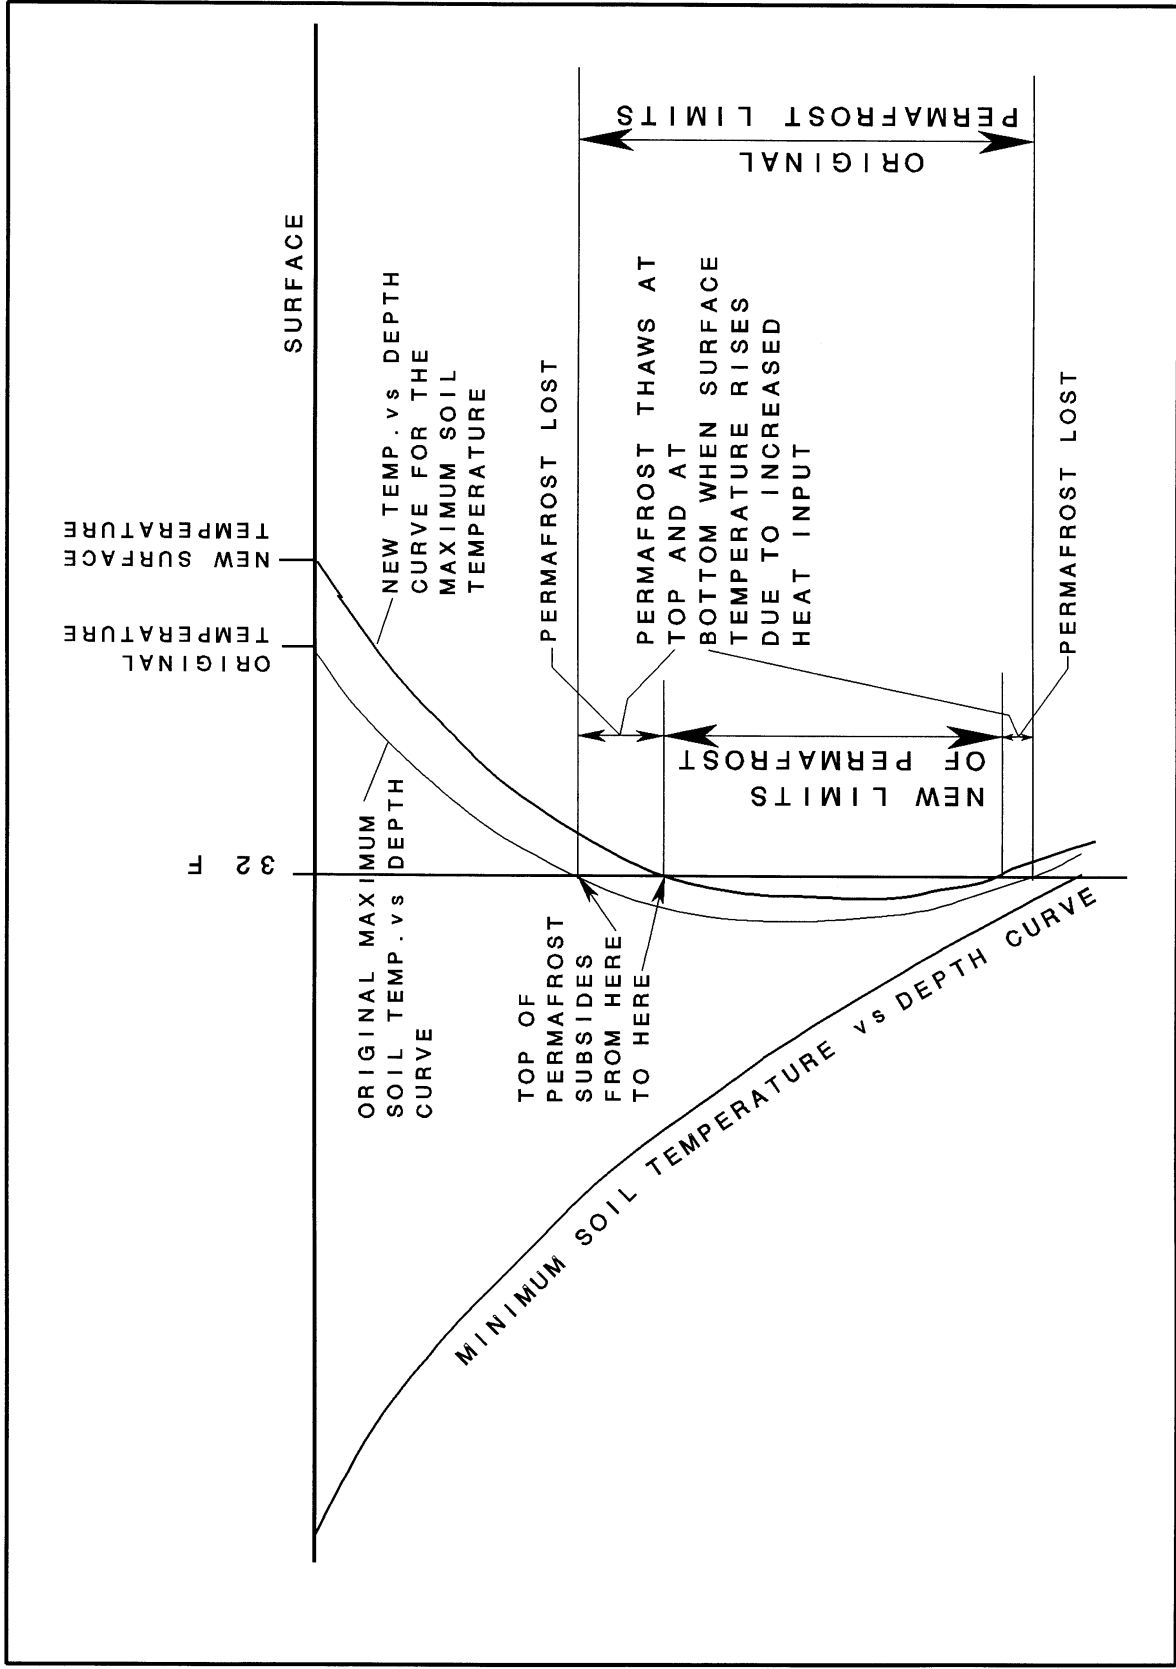 SURFACE
NEW SURFACE
TEMPERATURE
ORIGINAL
TEMPERATURE
32 F
NEW TEMP. vs DEPTH
CURVE FOR THE
MAXIMUM SOIL
TEMPERATURE
ORIGINAL MAXIMUM
SOIL TEMP. vs DEPTH
CURVE
PERMAFROST LOST
PERMAFROST THAWS AT
TOP AND AT
BOTTOM WHEN SURFACE
TEMPERATURE RISES
DUE TO INCREASED
HEAT INPUT
PERMAFROST LOST
ORIGINAL
PERMAFROST LIMITS
NEW LIMITS
OF PERMAFROST
TOP OF
PERMAFROST
SUBSIDES
FROM HERE
TO HERE
MINIMUM SOIL TEMPERATURE vs DEPTH CURVE